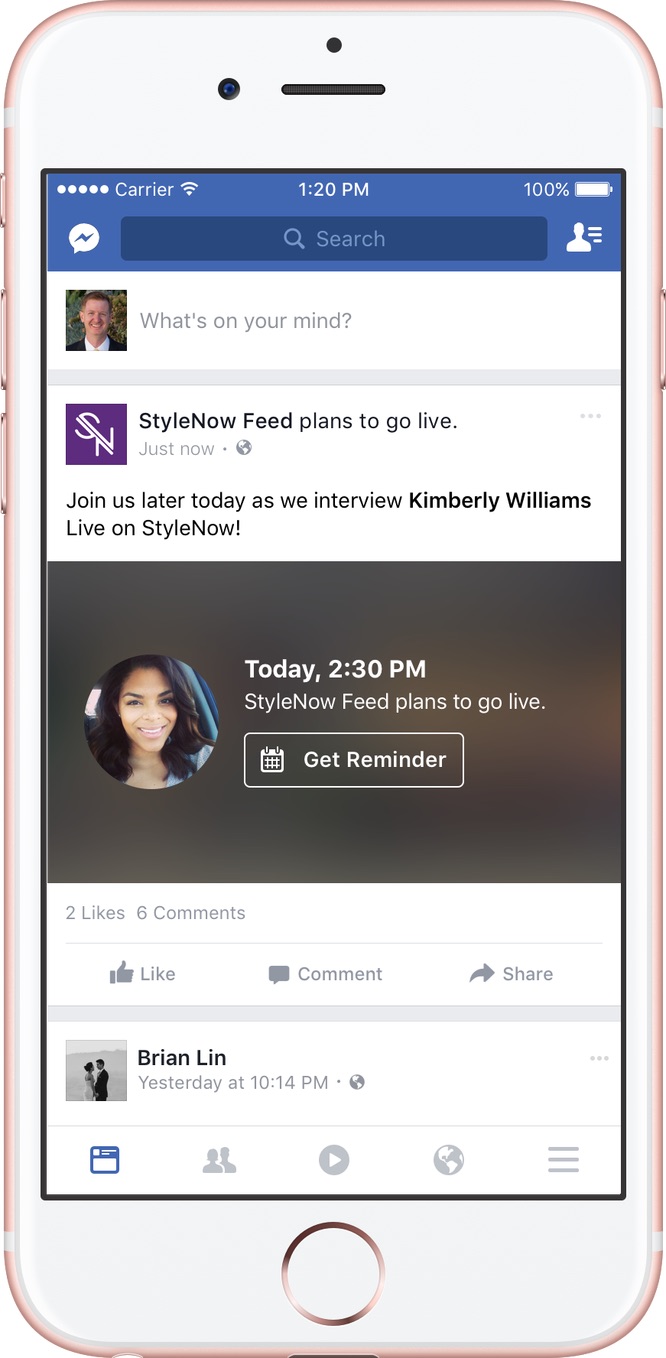 Carrier 1:20 PM 100%
Search
What's on your mind?
SN
StyleNow Feed plans to go live.
Just now ·
Join us later today as we interview Kimberly Williams
Live on StyleNow!
Today, 2:30 PM
StyleNow Feed plans to go live.
Get Reminder
2 Likes 6 Comments
Like Comment Share
Brian Lin
Yesterday at 10:14 PM ·